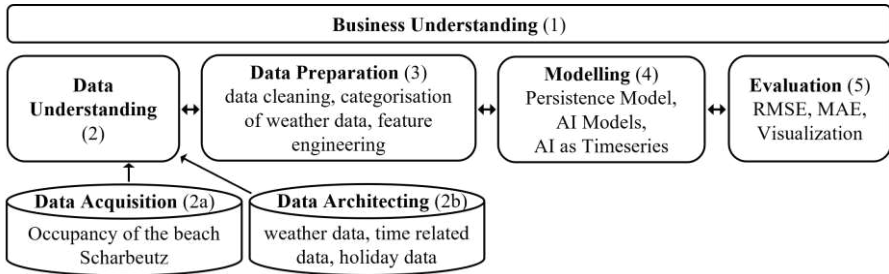 Business Understanding (1)
Data
Understanding
(2)
Data Preparation (3)
data cleaning, categorisation
of weather data, feature
engineering
Modelling (4)
Persistence Model,
AI Models,
AI as Timeseries
Evaluation (5)
RMSE, MAE,
Visualization
Data Acquisition (2a)
Occupancy of the beach
Scharbeutz
Data Architecting (2b)
weather data, time related
data, holiday data